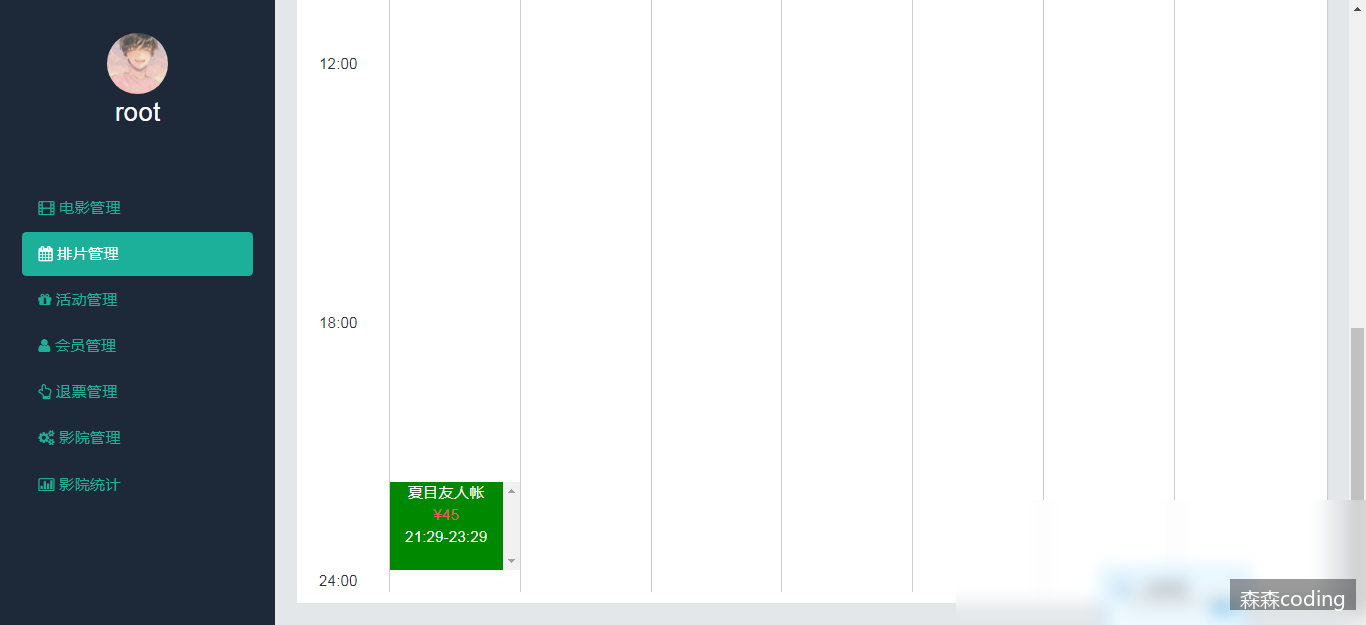 root
电影管理
排片管理
活动管理
会员管理
退票管理
影院管理
影院统计
12:00
18:00
夏目友人帐
¥45
21:29-23:29
24:00
森森coding